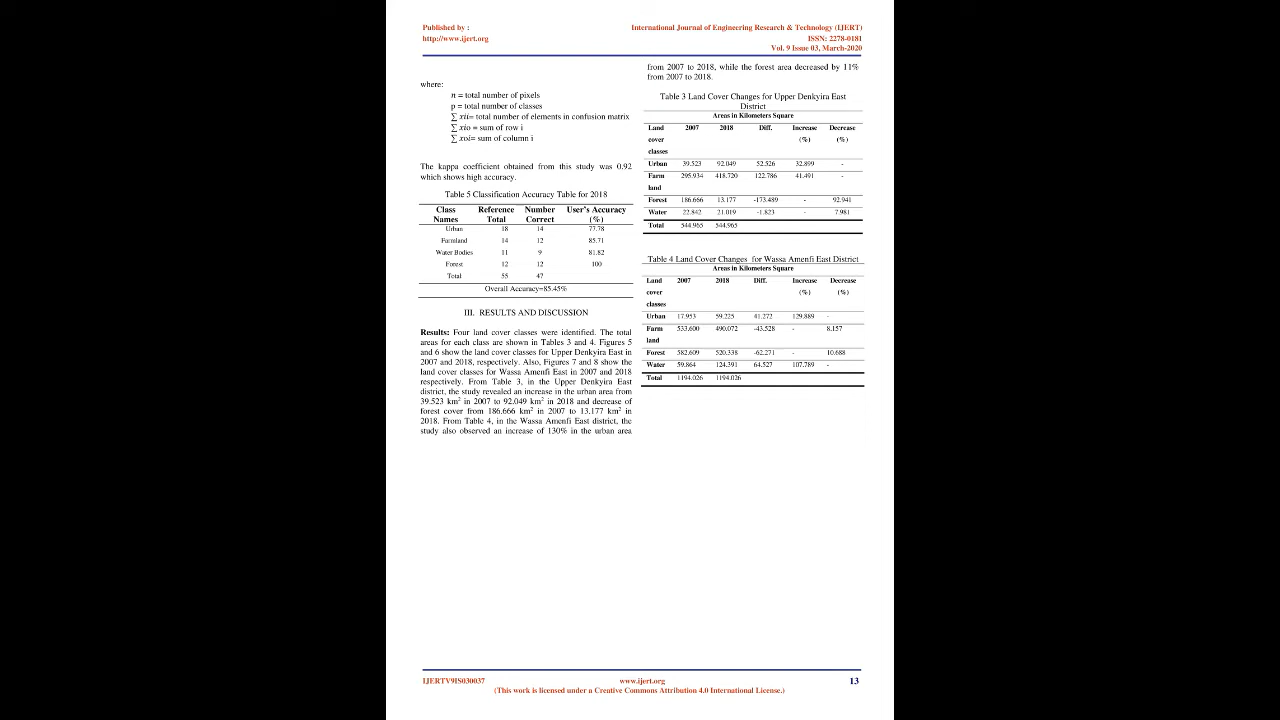 Published by :
http://www.ijert.org
International Journal of Engineering Research & Technology (IJERT)
ISSN: 2278-0181
Vol. 9 Issue 03, March-2020
where:
n = total number of pixels
p = total number of classes
∑ xii= total number of elements in confusion matrix
∑ xio = sum of row i
∑ xoi= sum of column i
The kappa coefficient obtained from this study was 0.92
which shows high accuracy.
Table 5 Classification Accuracy Table for 2018
Class Names Reference Total Number Correct User's Accuracy (%)
Urban 18 14 77.78
Farmland 14 12 85.71
Water Bodies 11 9 81.82
Forest 12 12 100
Total 55 47
Overall Accuracy=85.45%
III. RESULTS AND DISCUSSION
Results: Four land cover classes were identified. The total
areas for each class are shown in Tables 3 and 4. Figures 5
and 6 show the land cover classes for Upper Denkyira East in
2007 and 2018, respectively. Also, Figures 7 and 8 show the
land cover classes for Wassa Amenfi East in 2007 and 2018
respectively. From Table 3, in the Upper Denkyira East
district, the study revealed an increase in the urban area from
39.523 km² in 2007 to 92.049 km² in 2018 and decrease of
forest cover from 186.666 km² in 2007 to 13.177 km² in
2018. From Table 4, in the Wassa Amenfi East district, the
study also observed an increase of 130% in the urban area
from 2007 to 2018, while the forest area decreased by 11%
from 2007 to 2018.
Table 3 Land Cover Changes for Upper Denkyira East
District
Areas in Kilometers Square
Land cover classes 2007 2018 Diff. Increase (%) Decrease (%)
Urban 39.523 92.049 52.526 32.899 -
Farm land 295.934 418.720 122.786 41.491 -
Forest 186.666 13.177 -173.489 - 92.941
Water 22.842 21.019 -1.823 - 7.981
Total 544.965 544.965
Table 4 Land Cover Changes for Wassa Amenfi East District
Areas in Kilometers Square
Land cover classes 2007 2018 Diff. Increase (%) Decrease (%)
Urban 17.953 59.225 41.272 129.889 -
Farm land 533.600 490.072 -43.528 - 8.157
Forest 582.609 520.338 -62.271 - 10.688
Water 59.864 124.391 64.527 107.789 -
Total 1194.026 1194.026
IJERTV9IS030037
www.ijert.org
13
(This work is licensed under a Creative Commons Attribution 4.0 International License.)